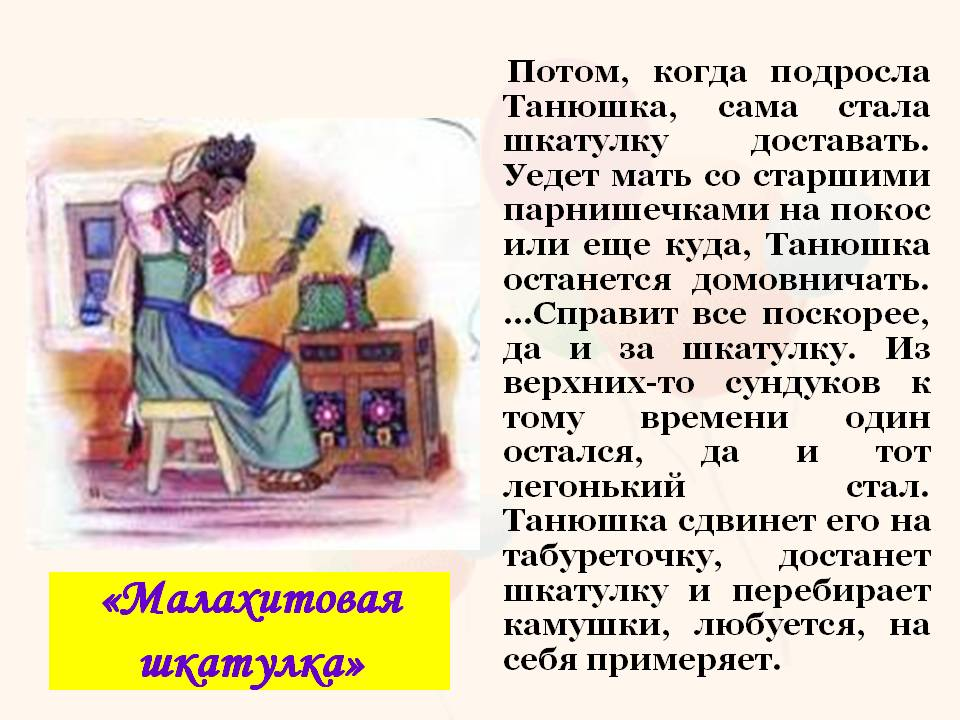 Потом, когда подросла
Танюшка, сама стала
шкатулку доставать.
Уедет мать со старшими
парнишечками на покос
или еще куда, Танюшка
останется домовничать.
…Справит все поскорее,
да и за шкатулку. Из
верхних-то сундуков к
тому времени один
остался, да и тот
легонький стал.
Танюшка сдвинет его на
табуреточку, достанет
шкатулку и перебирает
камушки, любуется, на
себя примеряет.
«Малахитовая
шкатулка»